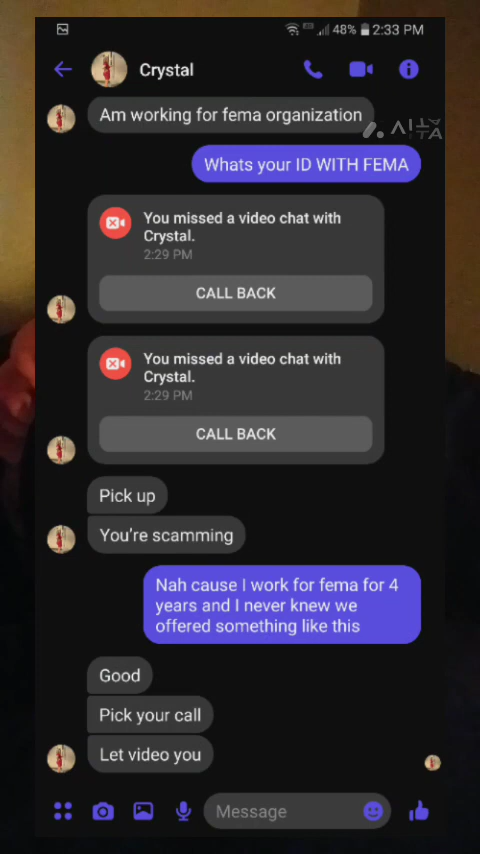 48% 2:33 PM
Crystal
Am working for fema organization
Whats your ID WITH FEMA
You missed a video chat with
Crystal.
2:29 PM
CALL BACK
You missed a video chat with
Crystal.
2:29 PM
CALL BACK
Pick up
You're scamming
Nah cause I work for fema for 4
years and I never knew we
offered something like this
Good
Pick your call
Let video you
Message